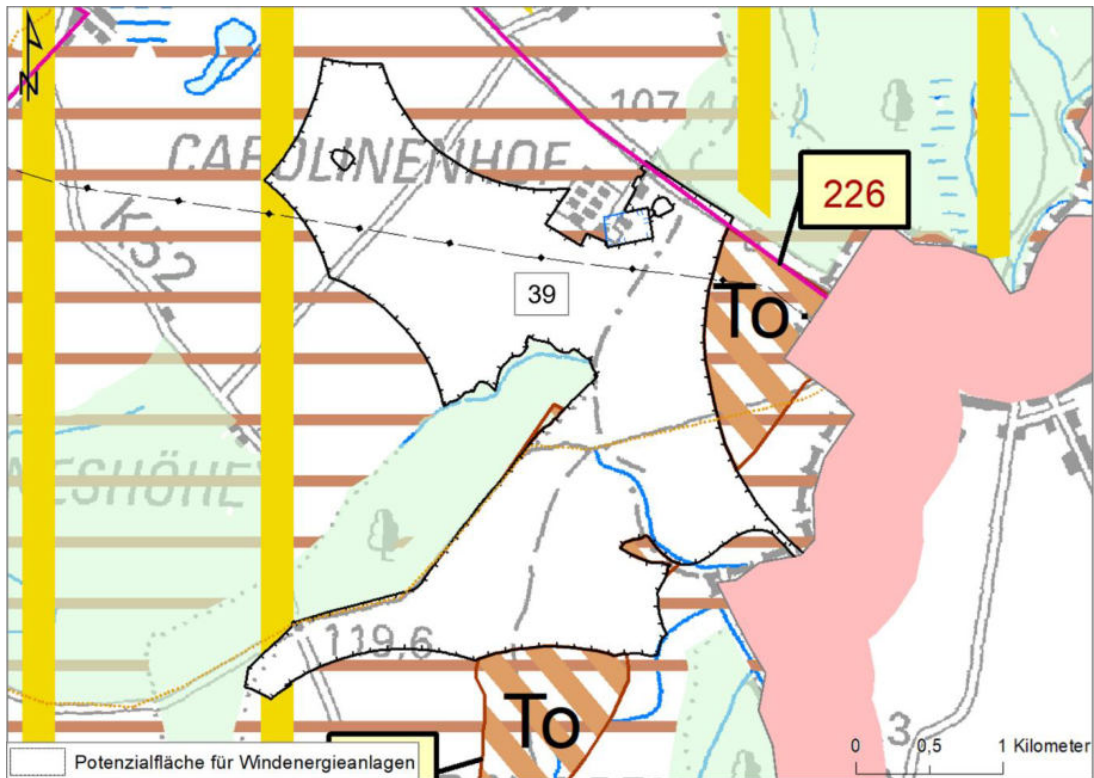 N
107,4
CAROLINENHOF
226
K52
39
To
ESHÖHE
119,6
To
3
0 0,5 1 Kilometer
Potenzialfläche für Windenergieanlagen